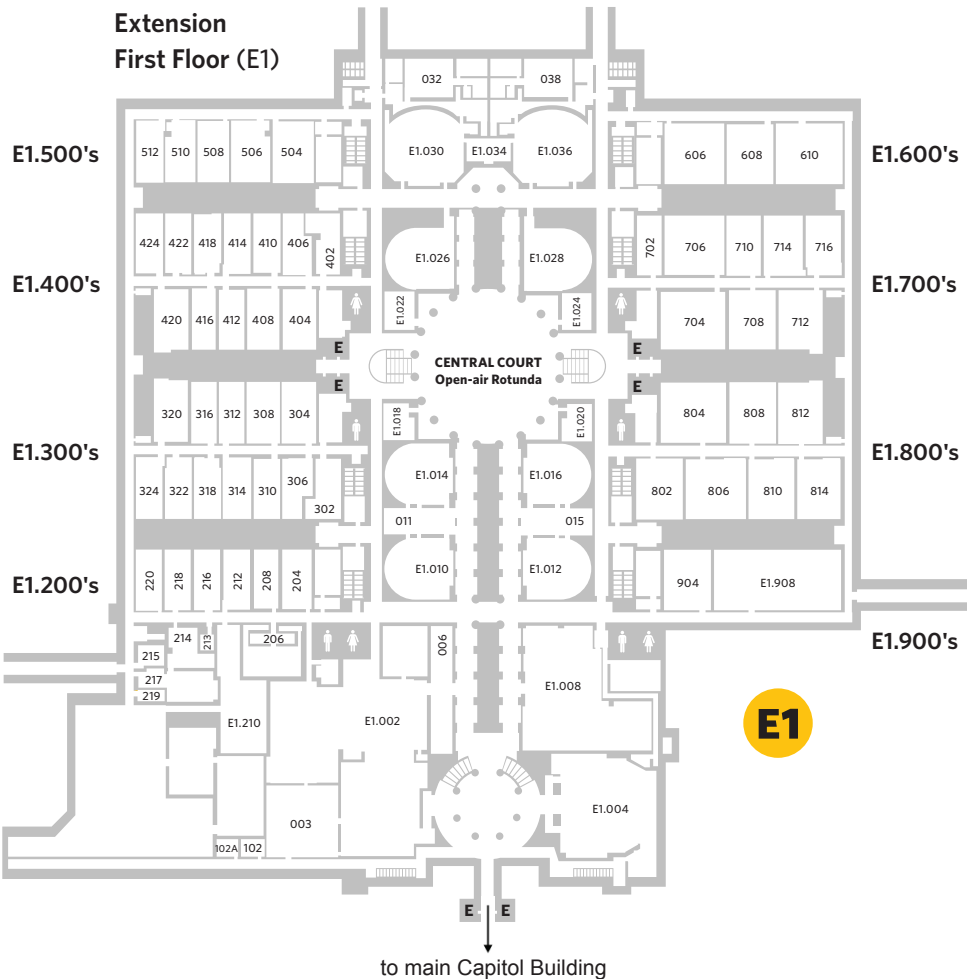 Extension
First Floor (E1)
032
038
E1.500's
512
510
508
506
504
E1.030
E1.034
E1.036
606
608
610
E1.600's
424
422
418
414
410
406
402
E1.026
E1.028
702
706
710
714
716
E1.400's
E1.700's
420
416
412
408
404
E1.022
E1.024
704
708
712
E
E
CENTRAL COURT
Open-air Rotunda
E
E
320
316
312
308
304
E1.018
E1.020
804
808
812
E1.300's
E1.800's
324
322
318
314
310
306
302
E1.014
E1.016
802
806
810
814
011
015
E1.200's
220
218
216
212
208
204
E1.010
E1.012
904
E1.908
E1.900's
214
213
206
006
215
217
219
E1.210
E1.002
E1.008
E1
003
E1.004
102A
102
E
E
to main Capitol Building